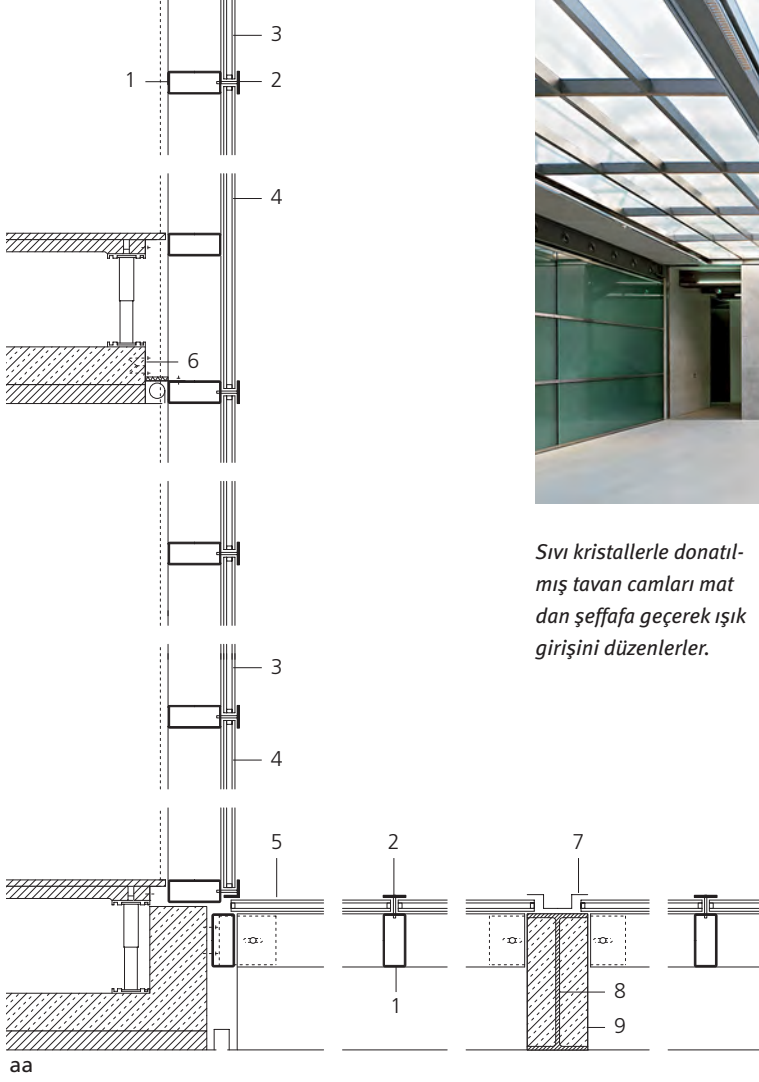 3
1
2
4
6
Sıvı kristallerle donatıl-
mış tavan camları mat
dan şeffafa geçerek ışık
girişini düzenlerler.
3
4
5
2
7
1
8
9
aa